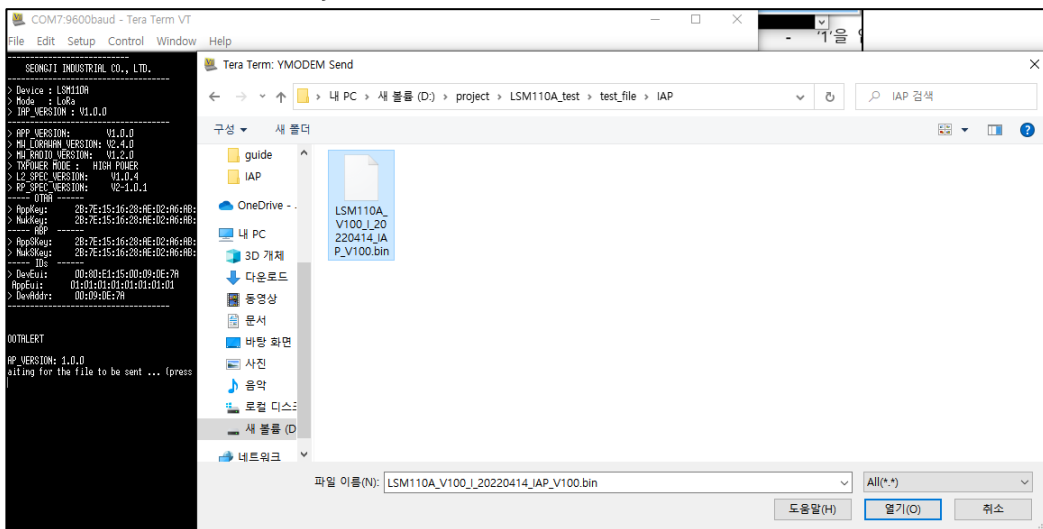 COM7:9600baud - Tera Term VT
File Edit Setup Control Window Help
SEONGJI INDUSTRIAL CO., LTD.
> Device : LSM110A
> Mode : LoRa
> IAP_VERSION : V1.0.0
> APP_VERSION: V1.0.0
> MW_LORAWAN_VERSION: V2.4.0
> MW_RADIO_VERSION: V1.2.0
> TXPOWER MODE : HIGH POWER
> L2_SPEC_VERSION: V1.0.4
> RP_SPEC_VERSION: V2-1.0.1
----- OTAA ------
> AppKey: 2B:7E:15:16:28:AE:D2:A6:AB:
> NwkKey: 2B:7E:15:16:28:AE:D2:A6:AB:
----- ABP ------
> AppSKey: 2B:7E:15:16:28:AE:D2:A6:AB:
> NwkSKey: 2B:7E:15:16:28:AE:D2:A6:AB:
----- IDs ------
> DevEui: 00:80:E1:15:00:09:0E:7A
AppEui: 01:01:01:01:01:01:01:01
> DevAddr: 00:09:0E:7A
OOTALERT
AP_VERSION: 1.0.0
aiting for the file to be sent ... (press
- '1'을
Tera Term: YMODEM Send
> 내 PC > 새 볼륨 (D:) > project > LSM110A_test > test_file > IAP
IAP 검색
구성 새 폴더
guide
IAP
OneDrive - .
내 PC
3D 개체
다운로드
동영상
문서
바탕 화면
사진
음악
로컬 디스크
새 볼륨 (D
네트워크
LSM110A_
V100_I_20
220414_IA
P_V100.bin
파일 이름(N): LSM110A_V100_I_20220414_IAP_V100.bin
All(*.*)
도움말(H) 열기(O) 취소